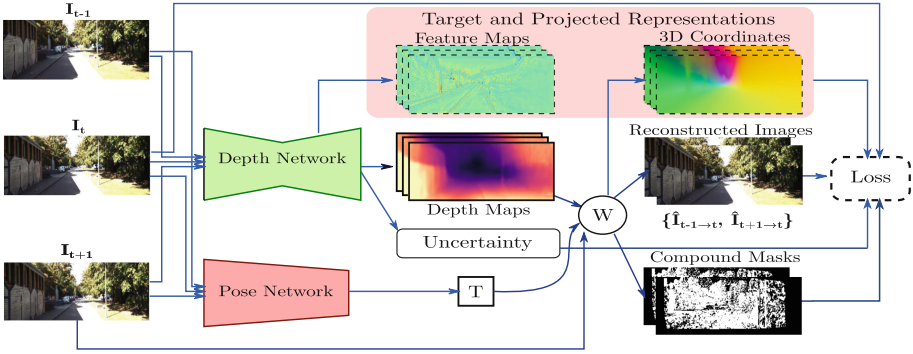 I_{t-1}
Target and Projected Representations
Feature Maps
3D Coordinates
I_t
Depth Network
Reconstructed Images
Loss
Depth Maps
W
{Î_{t-1→t}, Î_{t+1→t}}
Uncertainty
I_{t+1}
Compound Masks
Pose Network
T